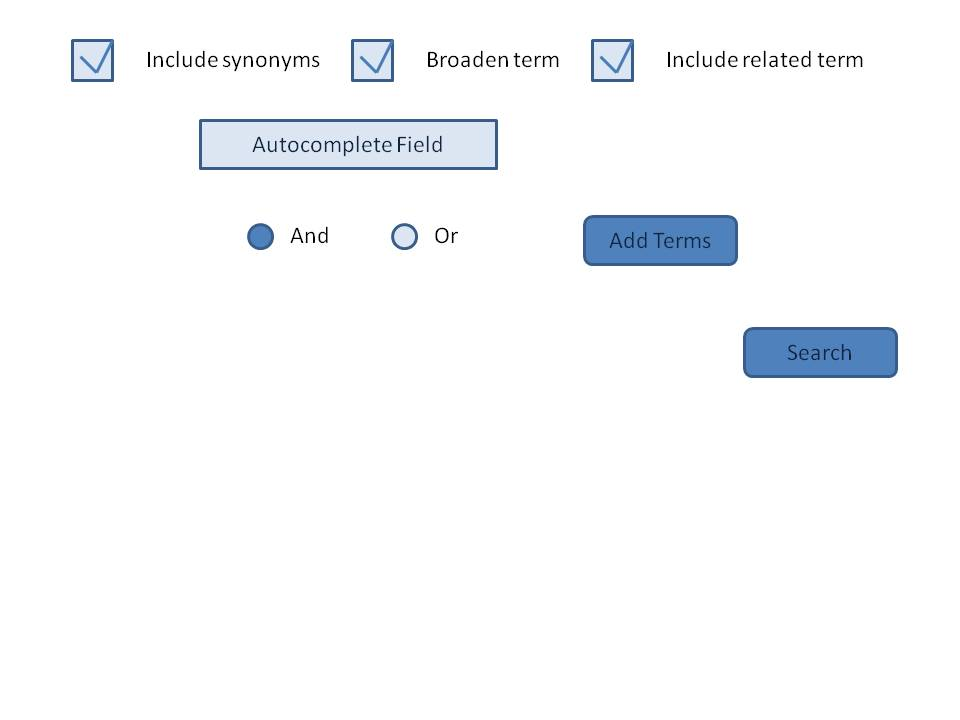 Include synonyms Broaden term Include related term
Autocomplete Field
And Or Add Terms
Search